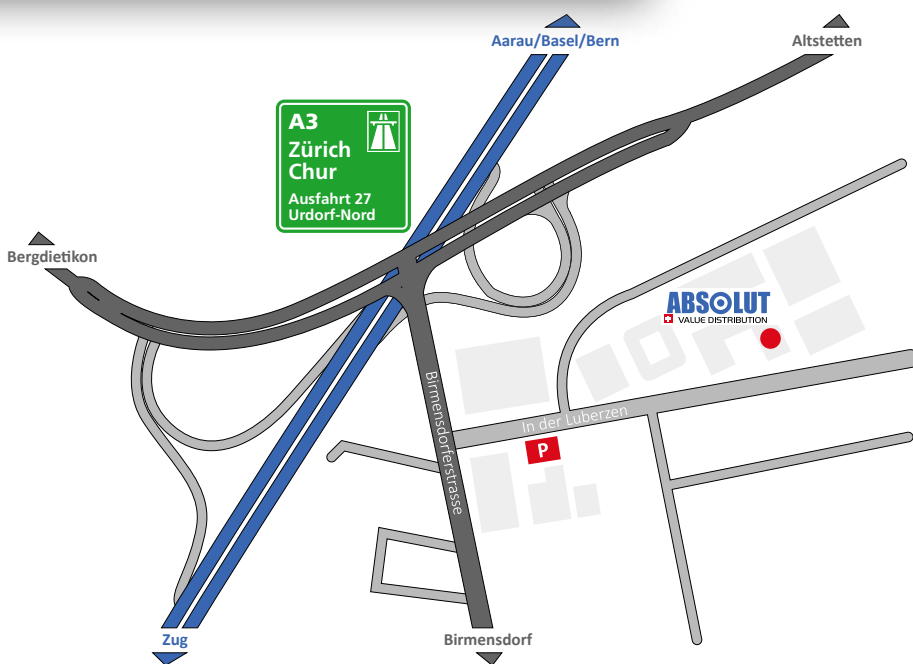 Aarau/Basel/Bern
Altstetten
A3
Zürich
Chur
Ausfahrt 27
Urdorf-Nord
Bergdietikon
ABSOLUT
VALUE DISTRIBUTION
Birmensdorferstrasse
In der Luberzen
P
Zug
Birmensdorf